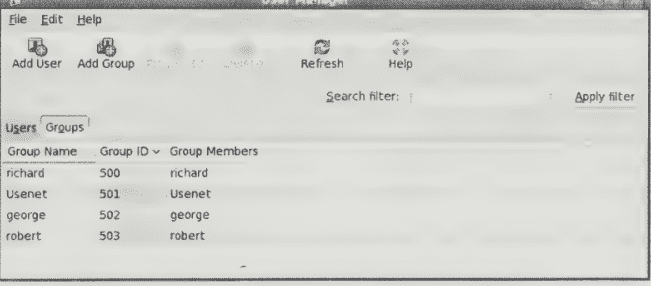 File Edit Help
Add User Add Group Refresh Help
Search filter: Apply filter
Users Groups
Group Name Group ID Group Members
richard 500 richard
Usenet 501 Usenet
george 502 george
robert 503 robert